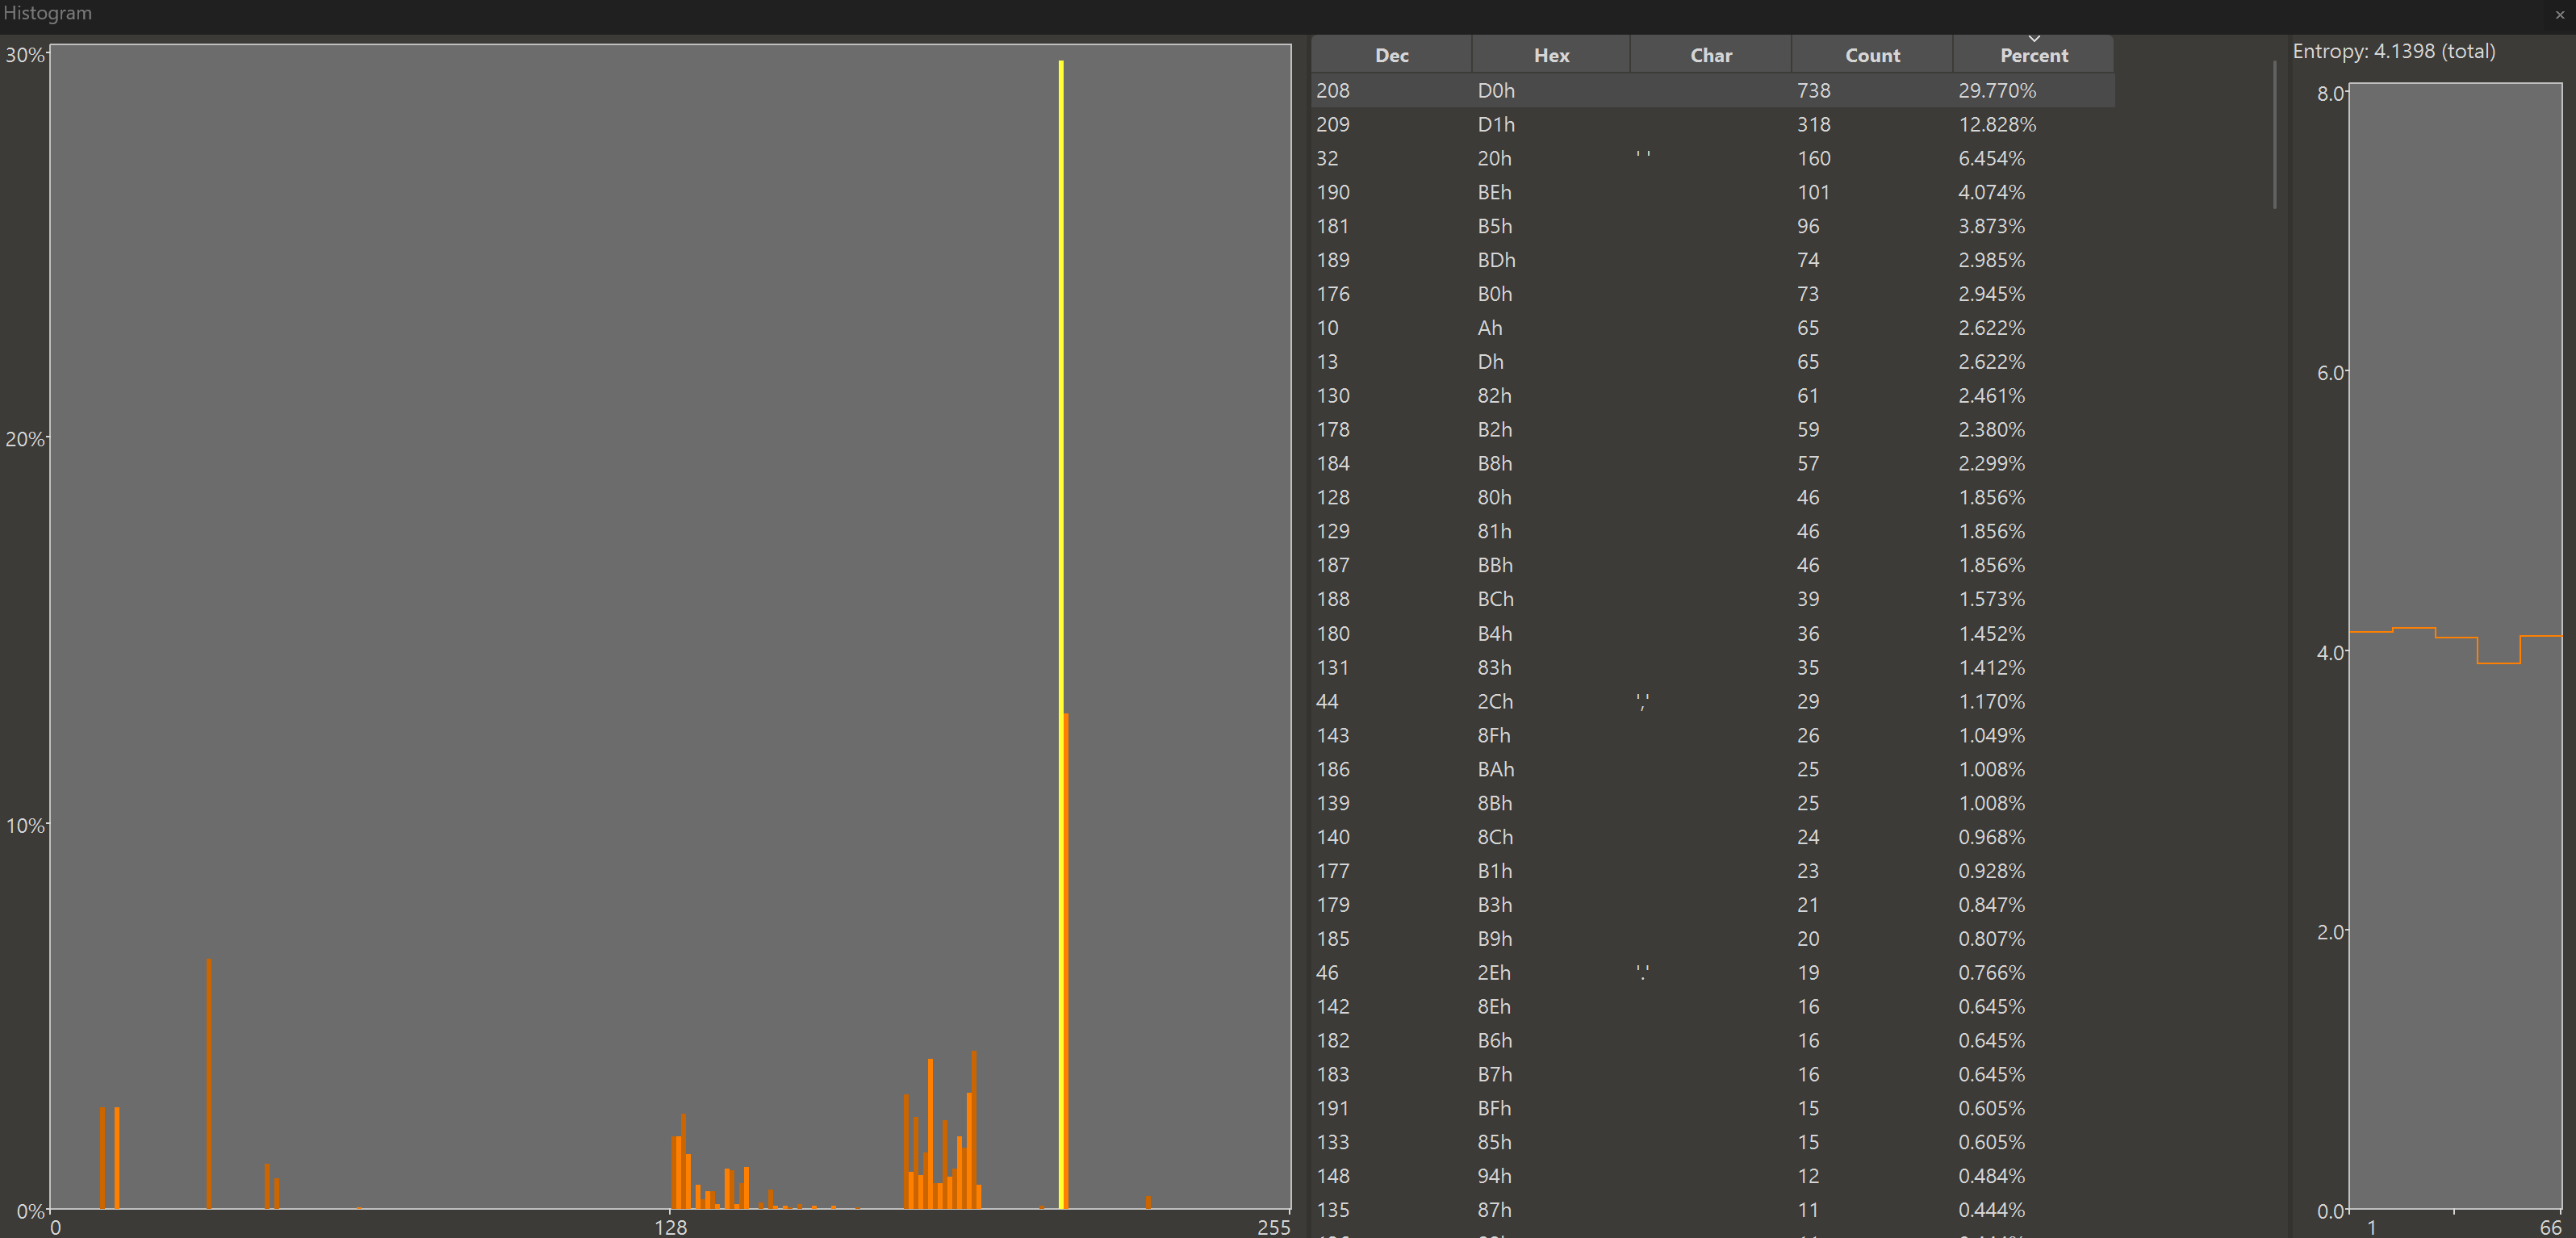 Histogram
30%
20%
10%
0%
0 128 255
Dec Hex Char Count Percent
208 D0h 738 29.770%
209 D1h 318 12.828%
32 20h ' ' 160 6.454%
190 BEh 101 4.074%
181 B5h 96 3.873%
189 BDh 74 2.985%
176 B0h 73 2.945%
10 Ah 65 2.622%
13 Dh 65 2.622%
130 82h 61 2.461%
178 B2h 59 2.380%
184 B8h 57 2.299%
128 80h 46 1.856%
129 81h 46 1.856%
187 BBh 46 1.856%
188 BCh 39 1.573%
180 B4h 36 1.452%
131 83h 35 1.412%
44 2Ch ',' 29 1.170%
143 8Fh 26 1.049%
186 BAh 25 1.008%
139 8Bh 25 1.008%
140 8Ch 24 0.968%
177 B1h 23 0.928%
179 B3h 21 0.847%
185 B9h 20 0.807%
46 2Eh '.' 19 0.766%
142 8Eh 16 0.645%
182 B6h 16 0.645%
183 B7h 16 0.645%
191 BFh 15 0.605%
133 85h 15 0.605%
148 94h 12 0.484%
135 87h 11 0.444%
Entropy: 4.1398 (total)
8.0
6.0
4.0
2.0
0.0
1 66